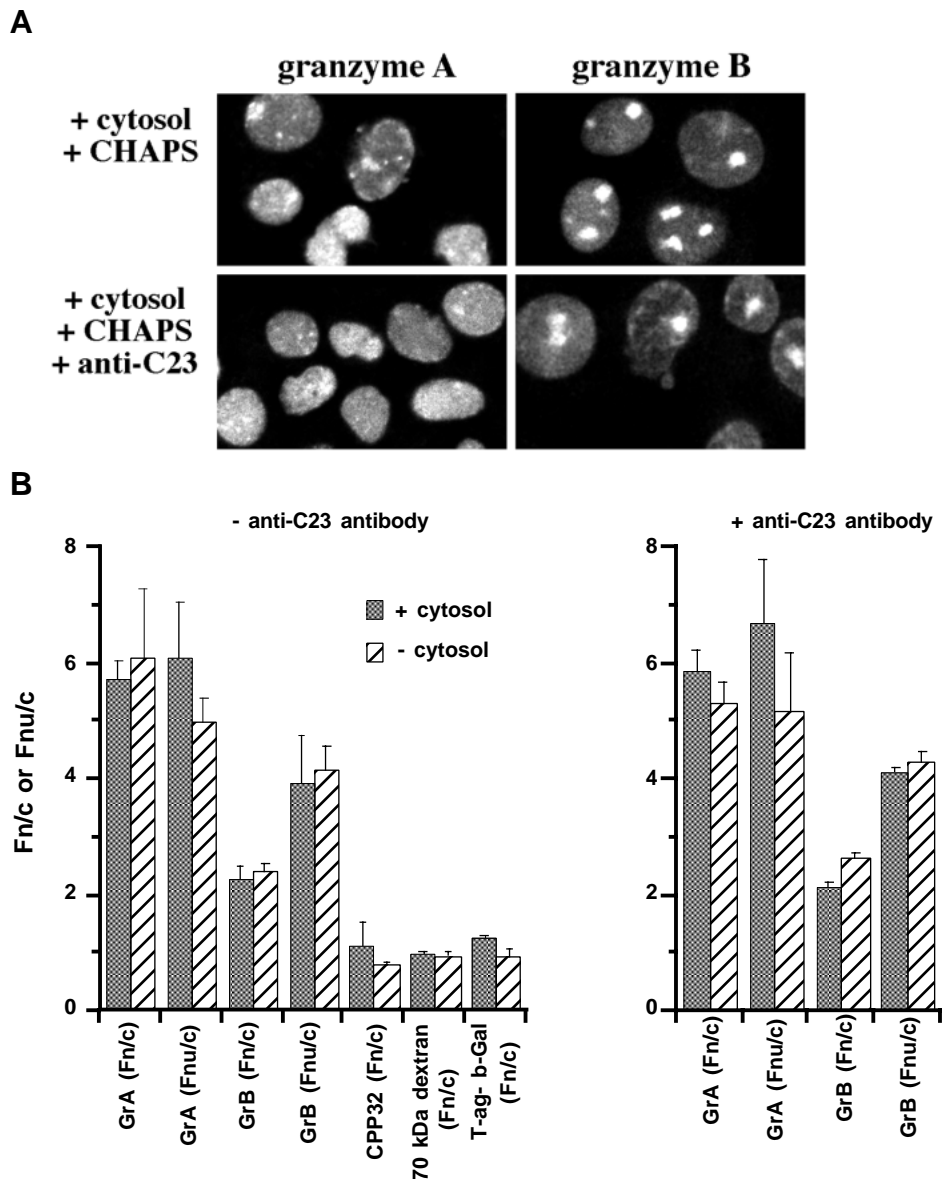 A
granzyme A
granzyme B
+ cytosol
+ CHAPS
+ cytosol
+ CHAPS
+ anti-C23
B
- anti-C23 antibody
+ anti-C23 antibody
Fn/c or Fnu/c
8
6
4
2
0
+ cytosol
- cytosol
GrA (Fn/c)
GrA (Fnu/c)
GrB (Fn/c)
GrB (Fnu/c)
CPP32 (Fn/c)
70 kDa dextran
(Fn/c)
T-ag- b-Gal
(Fn/c)
8
6
4
2
0
GrA (Fn/c)
GrA (Fnu/c)
GrB (Fn/c)
GrB (Fnu/c)